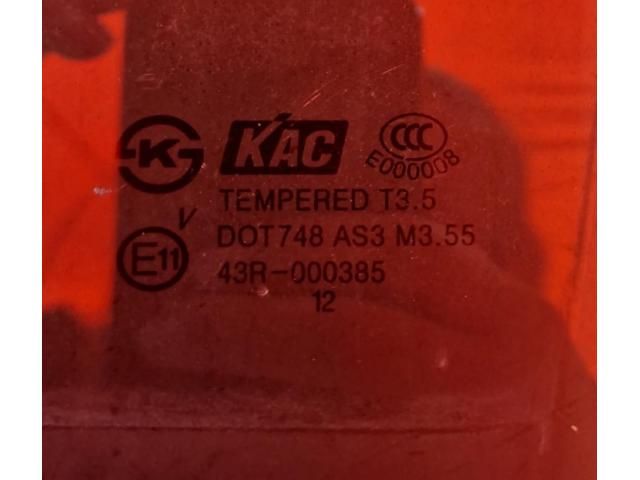 K KAC CCC
E000008
TEMPERED T3.5
V DOT748 AS3 M3.55
E11 43R-000385
12